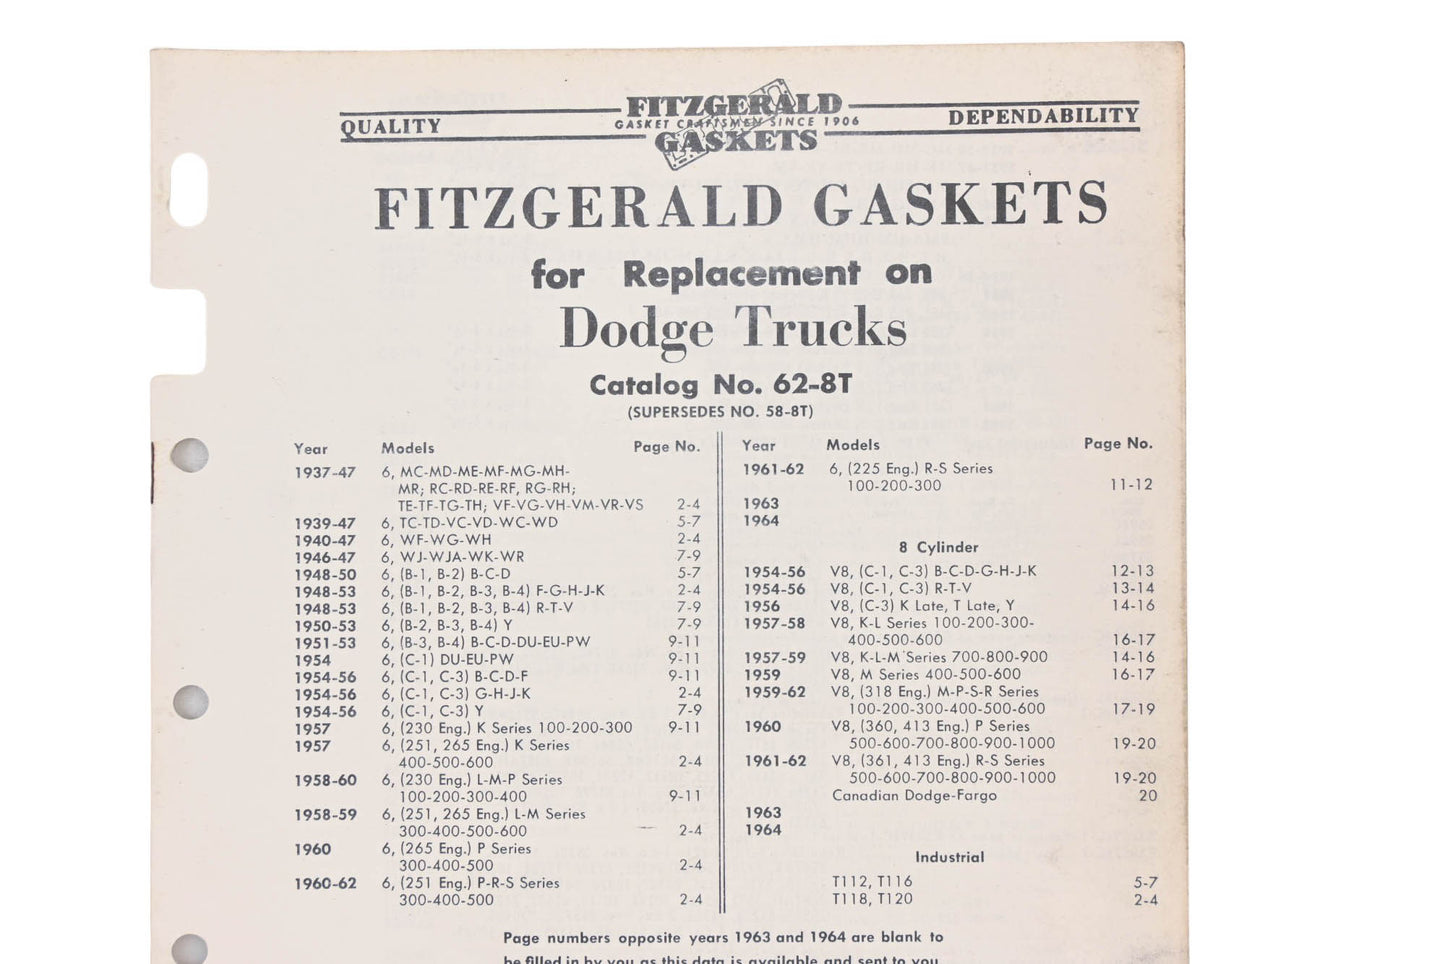 QUALITY
FITZGERALD
GASKET CRAFTSMEN SINCE 1906
GASKETS
DEPENDABILITY
FITZGERALD GASKETS
for Replacement on
Dodge Trucks
Catalog No. 62-8T
(SUPERSEDES NO. 58-8T)
Year Models Page No.
1937-47 6, MC-MD-ME-MF-MG-MH-
MR; RC-RD-RE-RF, RG-RH;
TE-TF-TG-TH; VF-VG-VH-VM-VR-VS 2-4
1939-47 6, TC-TD-VC-VD-WC-WD 5-7
1940-47 6, WF-WG-WH 2-4
1946-47 6, WJ-WJA-WK-WR 7-9
1948-50 6, (B-1, B-2) B-C-D 5-7
1948-53 6, (B-1, B-2, B-3, B-4) F-G-H-J-K 2-4
1948-53 6, (B-1, B-2, B-3, B-4) R-T-V 7-9
1950-53 6, (B-2, B-3, B-4) Y 7-9
1951-53 6, (B-3, B-4) B-C-D-DU-EU-PW 9-11
1954 6, (C-1) DU-EU-PW 9-11
1954-56 6, (C-1, C-3) B-C-D-F 9-11
1954-56 6, (C-1, C-3) G-H-J-K 2-4
1954-56 6, (C-1, C-3) Y 7-9
1957 6, (230 Eng.) K Series 100-200-300 9-11
1957 6, (251, 265 Eng.) K Series
400-500-600 2-4
1958-60 6, (230 Eng.) L-M-P Series
100-200-300-400 9-11
1958-59 6, (251, 265 Eng.) L-M Series
300-400-500-600 2-4
1960 6, (265 Eng.) P Series
300-400-500 2-4
1960-62 6, (251 Eng.) P-R-S Series
300-400-500 2-4
Year Models Page No.
1961-62 6, (225 Eng.) R-S Series
100-200-300 11-12
1963
1964
8 Cylinder
1954-56 V8, (C-1, C-3) B-C-D-G-H-J-K 12-13
1954-56 V8, (C-1, C-3) R-T-V 13-14
1956 V8, (C-3) K Late, T Late, Y 14-16
1957-58 V8, K-L Series 100-200-300-
400-500-600 16-17
1957-59 V8, K-L-M Series 700-800-900 14-16
1959 V8, M Series 400-500-600 16-17
1959-62 V8, (318 Eng.) M-P-S-R Series
100-200-300-400-500-600 17-19
1960 V8, (360, 413 Eng.) P Series
500-600-700-800-900-1000 19-20
1961-62 V8, (361, 413 Eng.) R-S Series
500-600-700-800-900-1000 19-20
Canadian Dodge-Fargo 20
1963
1964
Industrial
T112, T116 5-7
T118, T120 2-4
Page numbers opposite years 1963 and 1964 are blank to
be filled in by you as this data is available and sent to you